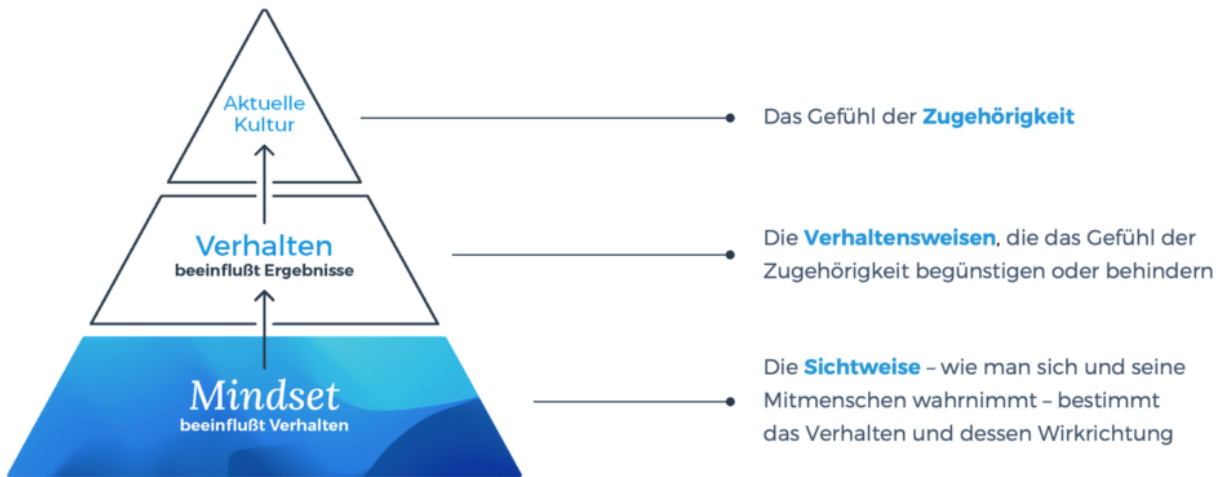 Aktuelle
Kultur
Das Gefühl der Zugehörigkeit
Verhalten
beeinflußt Ergebnisse
Die Verhaltensweisen, die das Gefühl der
Zugehörigkeit begünstigen oder behindern
Mindset
beeinflußt Verhalten
Die Sichtweise – wie man sich und seine
Mitmenschen wahrnimmt – bestimmt
das Verhalten und dessen Wirkrichtung